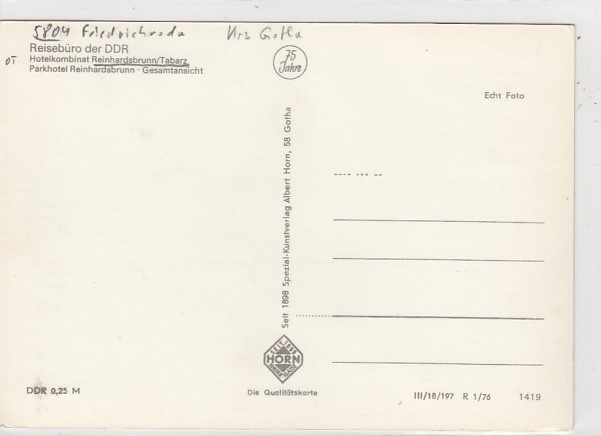 5804 Friedrichroda Krs Gotha
Reisebüro der DDR
OT Hotelkombinat Reinhardsbrunn/Tabarz
Parkhotel Reinhardsbrunn · Gesamtansicht
75 Jahre
Echt Foto
Seit 1898 Spezial-Kunstverlag Albert Horn, 58 Gotha
HORN
Die Qualitätskarte
DDR 0,25 M
III/18/197 R 1/76 1419